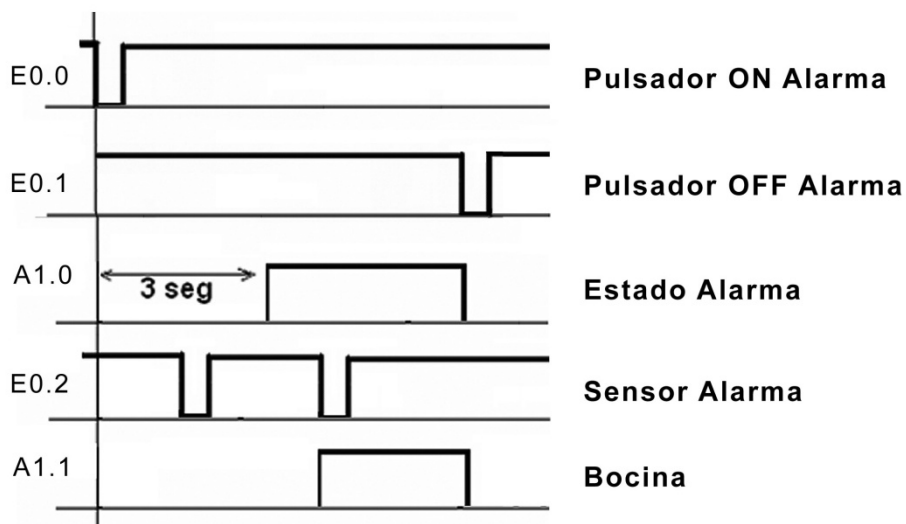 E0.0 Pulsador ON Alarma
E0.1 Pulsador OFF Alarma
A1.0 3 seg Estado Alarma
E0.2 Sensor Alarma
A1.1 Bocina